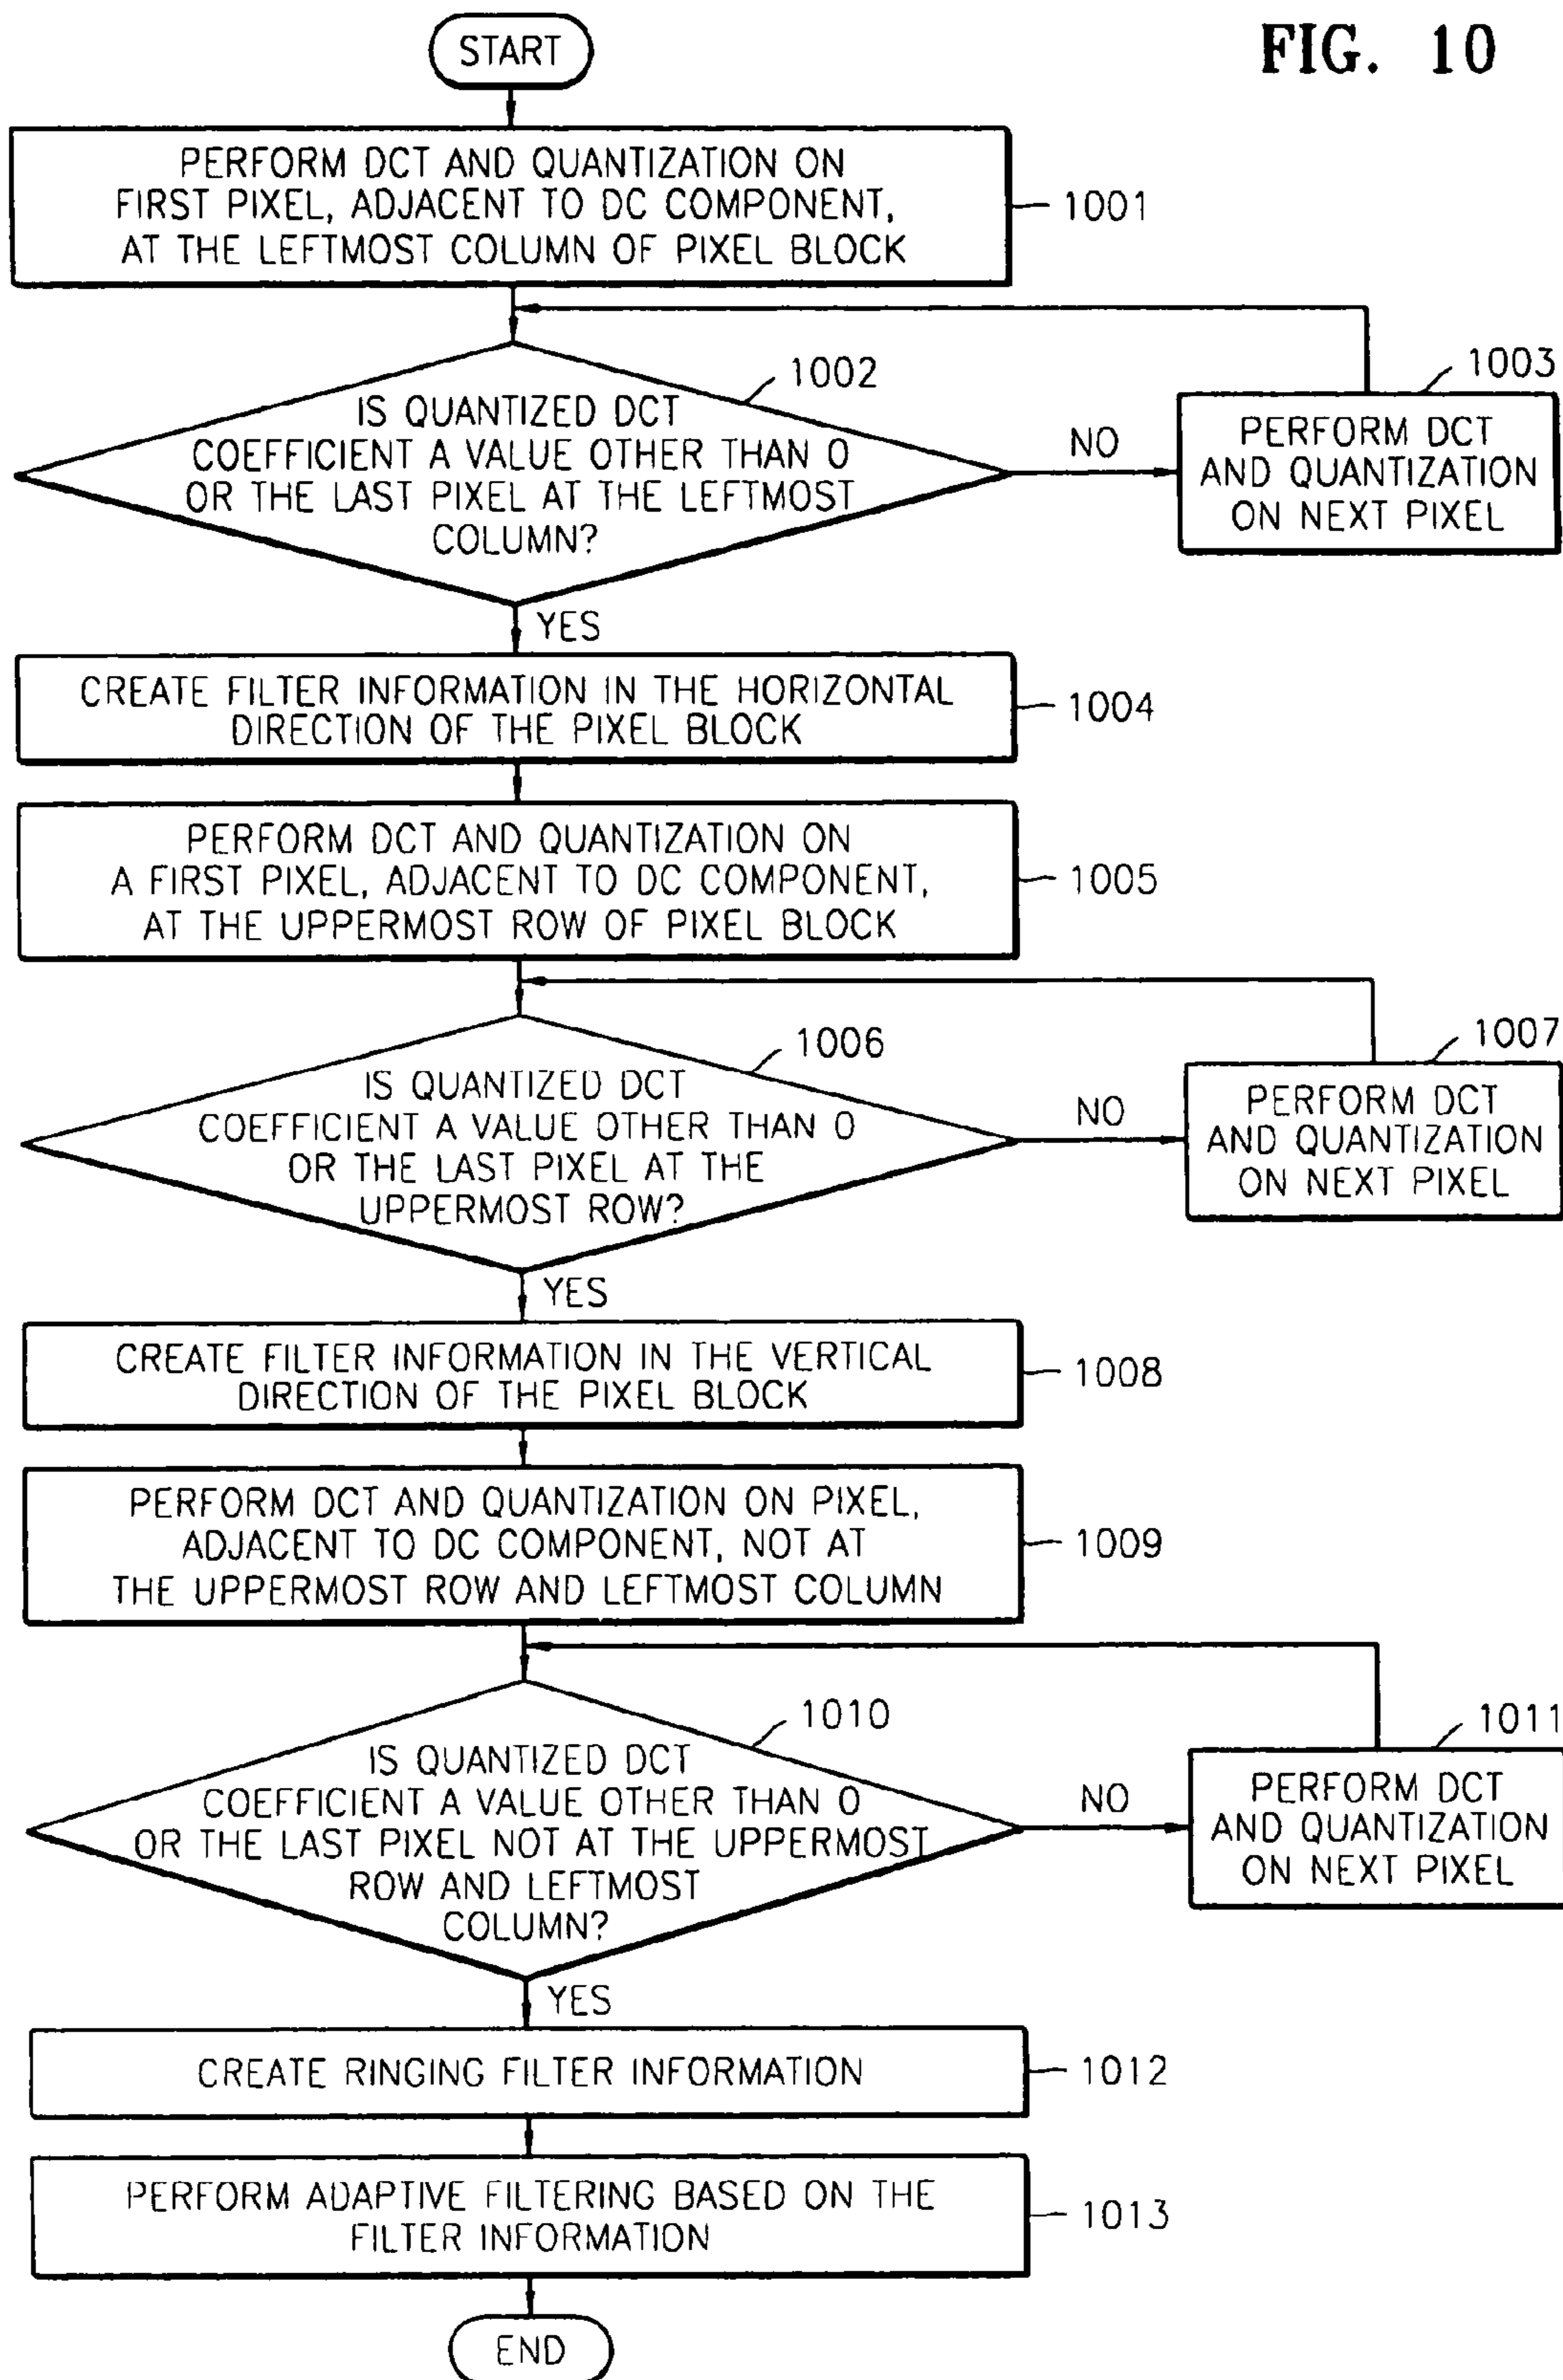 FIG. 10
START
PERFORM DCT AND QUANTIZATION ON
FIRST PIXEL, ADJACENT TO DC COMPONENT,
AT THE LEFTMOST COLUMN OF PIXEL BLOCK
1001
1002
IS QUANTIZED DCT
COEFFICIENT A VALUE OTHER THAN 0
OR THE LAST PIXEL AT THE LEFTMOST
COLUMN?
NO
1003
PERFORM DCT
AND QUANTIZATION
ON NEXT PIXEL
YES
CREATE FILTER INFORMATION IN THE HORIZONTAL
DIRECTION OF THE PIXEL BLOCK
1004
PERFORM DCT AND QUANTIZATION ON
A FIRST PIXEL, ADJACENT TO DC COMPONENT,
AT THE UPPERMOST ROW OF PIXEL BLOCK
1005
1006
IS QUANTIZED DCT
COEFFICIENT A VALUE OTHER THAN 0
OR THE LAST PIXEL AT THE
UPPERMOST ROW?
NO
1007
PERFORM DCT
AND QUANTIZATION
ON NEXT PIXEL
YES
CREATE FILTER INFORMATION IN THE VERTICAL
DIRECTION OF THE PIXEL BLOCK
1008
PERFORM DCT AND QUANTIZATION ON PIXEL,
ADJACENT TO DC COMPONENT, NOT AT
THE UPPERMOST ROW AND LEFTMOST COLUMN
1009
1010
IS QUANTIZED DCT
COEFFICIENT A VALUE OTHER THAN 0
OR THE LAST PIXEL NOT AT THE UPPERMOST
ROW AND LEFTMOST
COLUMN?
NO
1011
PERFORM DCT
AND QUANTIZATION
ON NEXT PIXEL
YES
CREATE RINGING FILTER INFORMATION
1012
PERFORM ADAPTIVE FILTERING BASED ON THE
FILTER INFORMATION
1013
END